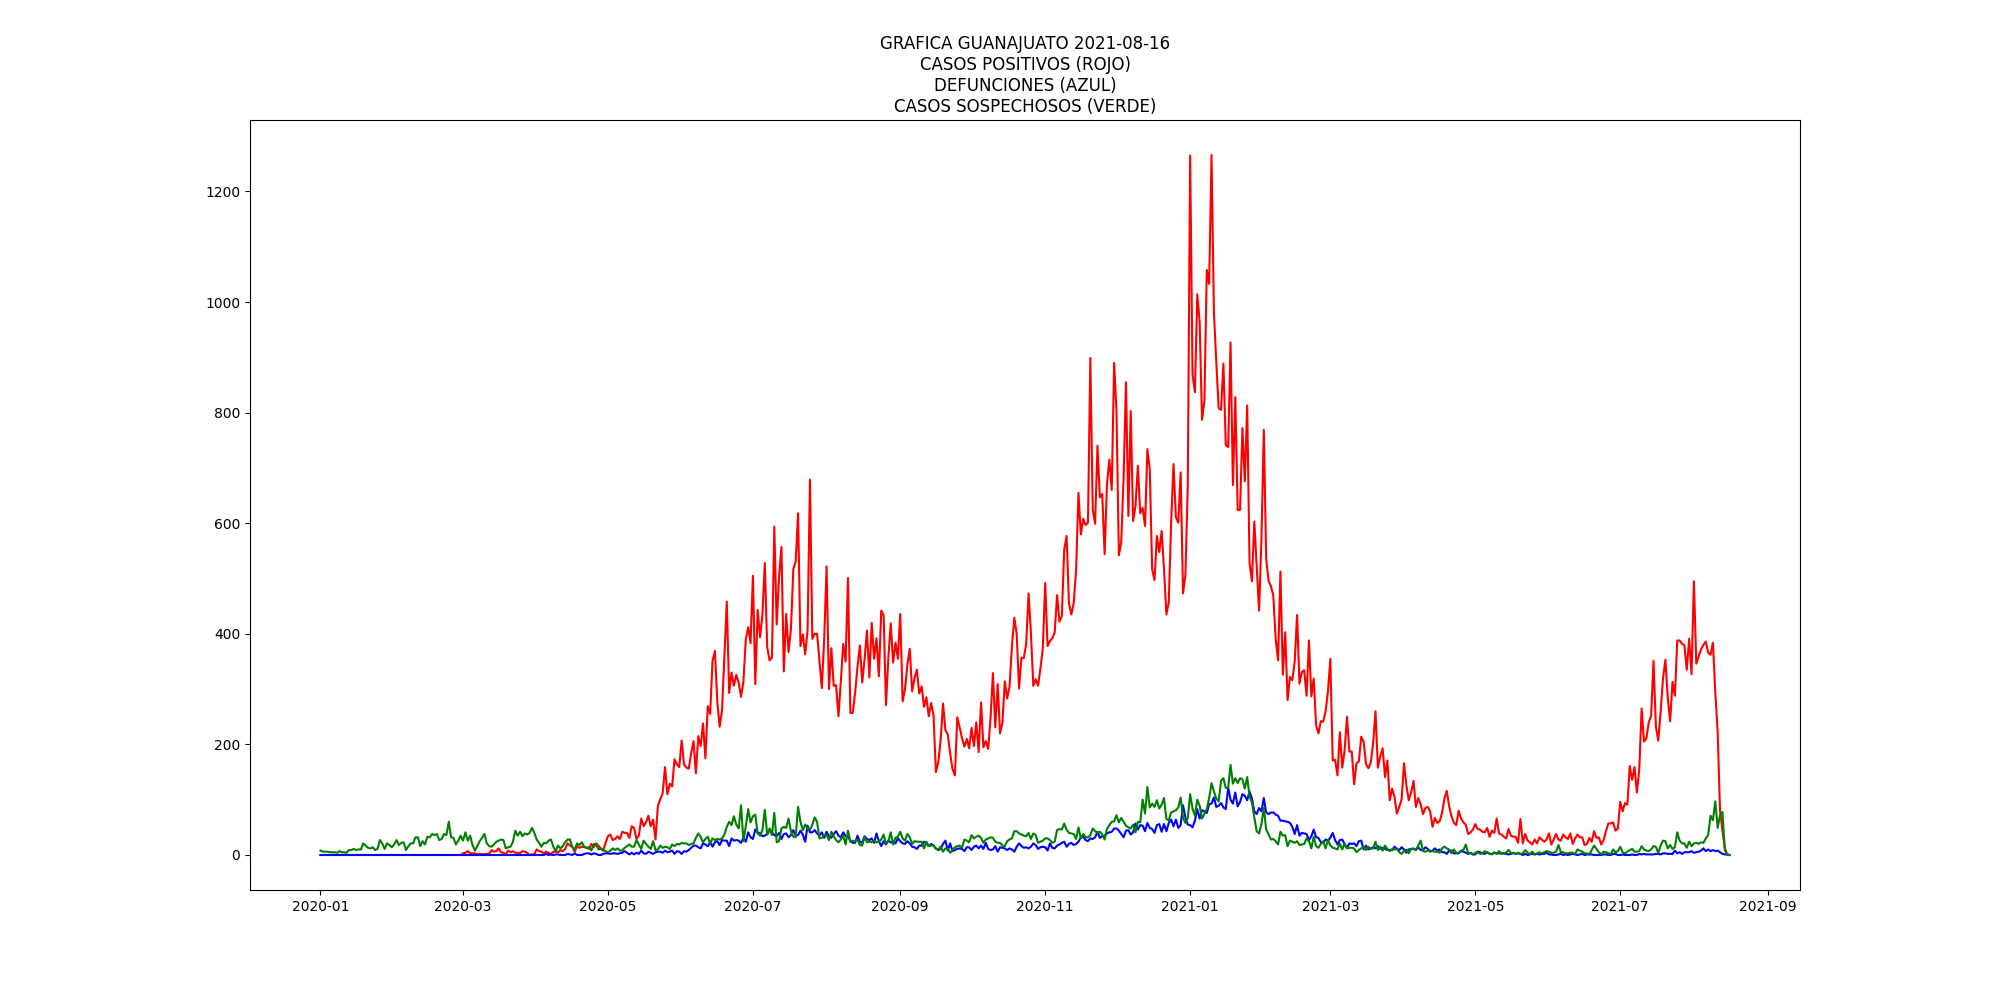 GRAFICA GUANAJUATO 2021-08-16
CASOS POSITIVOS (ROJO)
DEFUNCIONES (AZUL)
CASOS SOSPECHOSOS (VERDE)
1200
1000
800
600
400
200
0
2020-01 2020-03 2020-05 2020-07 2020-09 2020-11 2021-01 2021-03 2021-05 2021-07 2021-09